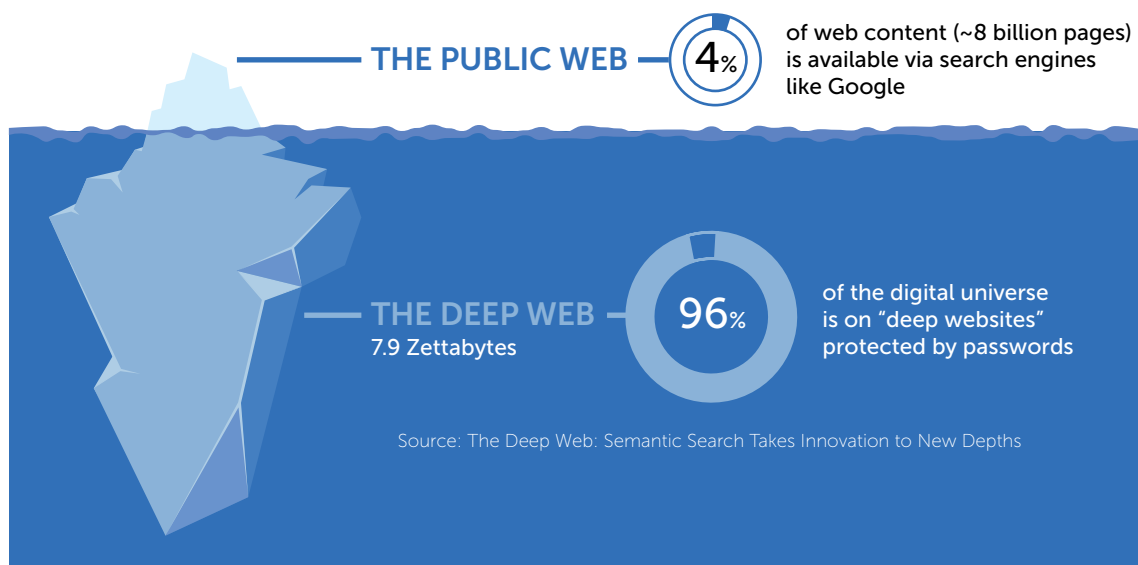 THE PUBLIC WEB
4%
of web content (~8 billion pages)
is available via search engines
like Google
THE DEEP WEB
7.9 Zettabytes
96%
of the digital universe
is on “deep websites”
protected by passwords
Source: The Deep Web: Semantic Search Takes Innovation to New Depths